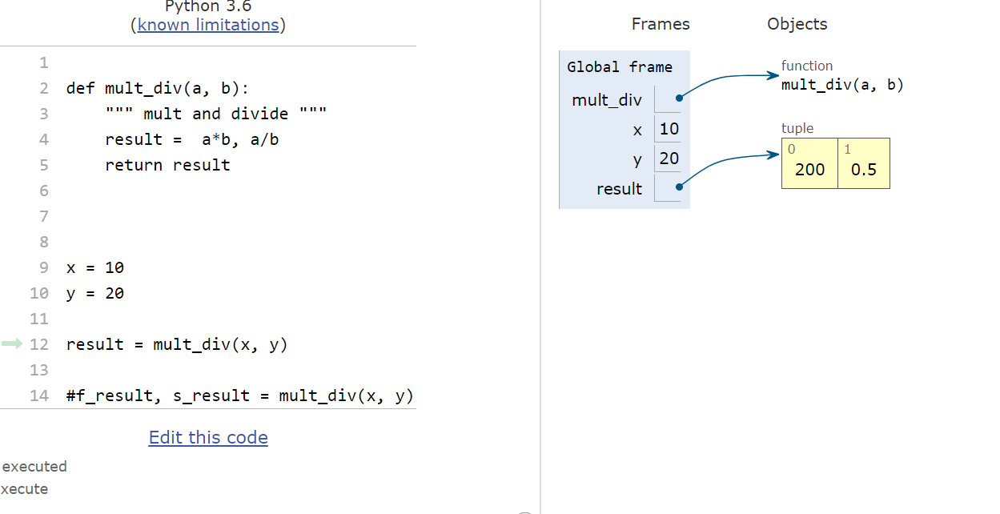 Python 3.6
(known limitations)
1
2 def mult_div(a, b):
3 """ mult and divide """
4 result =  a*b, a/b
5 return result
6
7
8
9 x = 10
10 y = 20
11
12 result = mult_div(x, y)
13
14 #f_result, s_result = mult_div(x, y)
Edit this code
executed
xecute
Frames
Objects
Global frame
mult_div
x 10
y 20
result
function
mult_div(a, b)
tuple
0 1
200 0.5